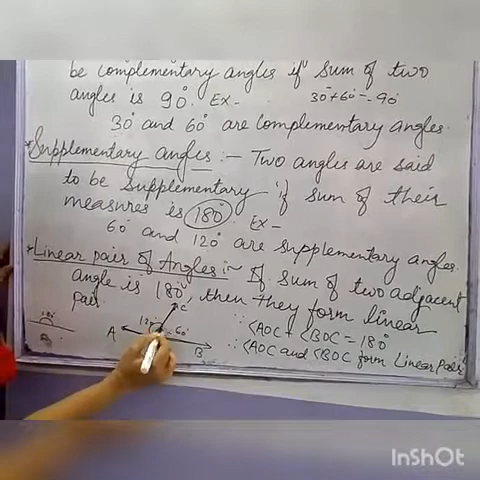 be complementary angles if sum of two
angles is 90° Ex- 30°+60°=90°
30° and 60° are complementary angles.
*Supplementary angles :- Two angles are said
to be supplementary if sum of their
measures is 180° Ex-
60° and 120° are supplementary angles.
*Linear pair of Angles :- If sum of two adjacent
angle is 180°, then they form linear
pair.
180°
A
C
60°
B
∵ <AOC + <BOC = 180°
∴ <AOC and <BOC form Linear Pair
InShOt